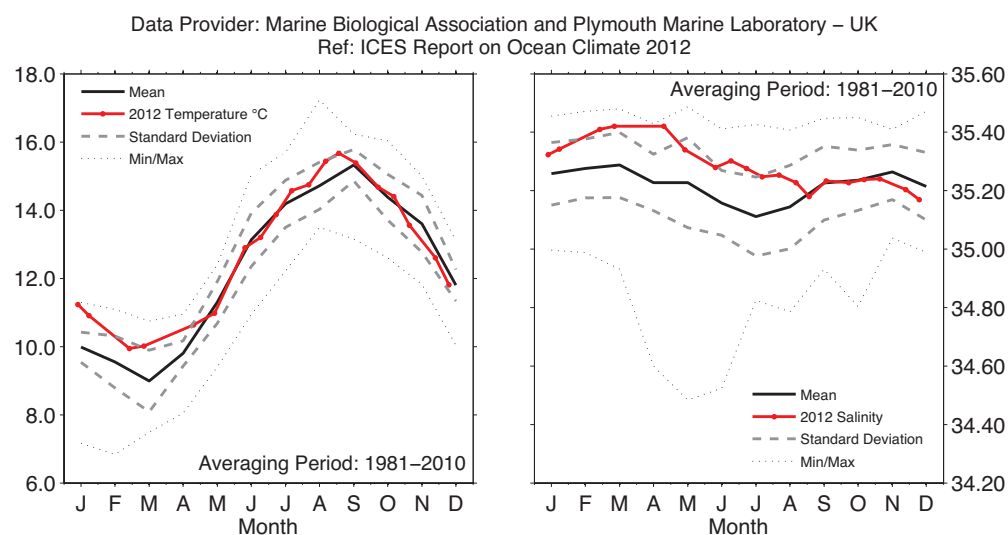 Data Provider: Marine Biological Association and Plymouth Marine Laboratory – UK
Ref: ICES Report on Ocean Climate 2012
18.0
16.0
14.0
12.0
10.0
8.0
6.0
Mean
2012 Temperature °C
Standard Deviation
Min/Max
Averaging Period: 1981–2010
J F M A M J J A S O N D
Month
Averaging Period: 1981–2010
35.60
35.40
35.20
35.00
34.80
34.60
34.40
34.20
Mean
2012 Salinity
Standard Deviation
Min/Max
J F M A M J J A S O N D
Month